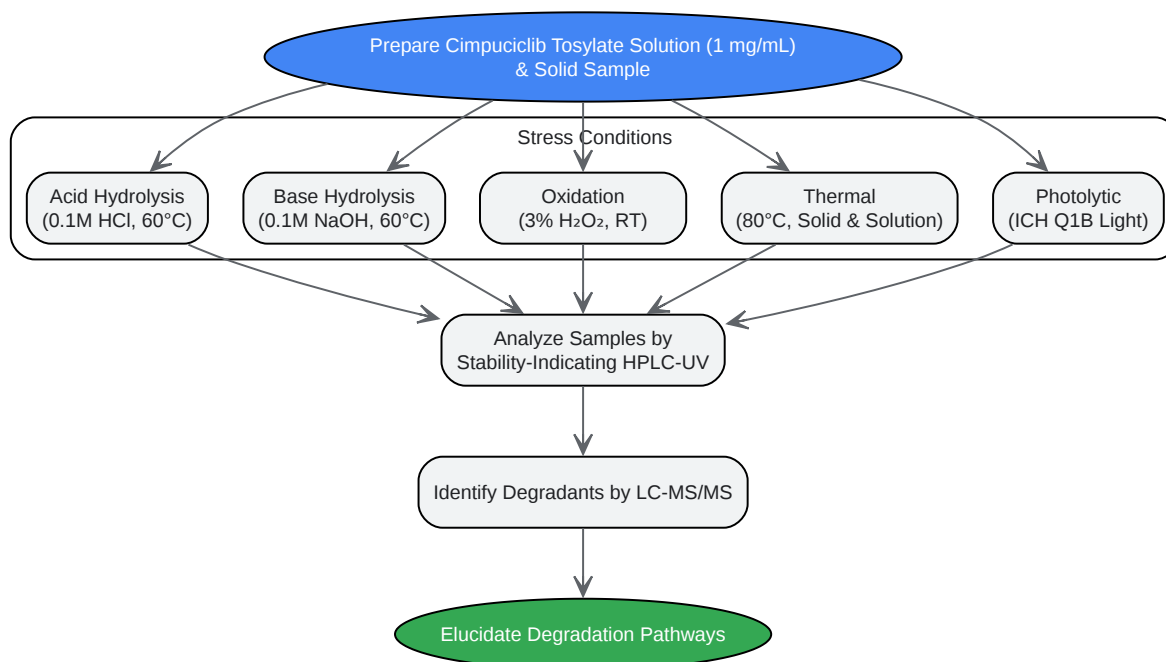 Prepare Cimpuciclib Tosylate Solution (1 mg/mL)
& Solid Sample
Stress Conditions
Acid Hydrolysis
(0.1M HCl, 60°C)
Base Hydrolysis
(0.1M NaOH, 60°C)
Oxidation
(3% H₂O₂, RT)
Thermal
(80°C, Solid & Solution)
Photolytic
(ICH Q1B Light)
Analyze Samples by
Stability-Indicating HPLC-UV
Identify Degradants by LC-MS/MS
Elucidate Degradation Pathways